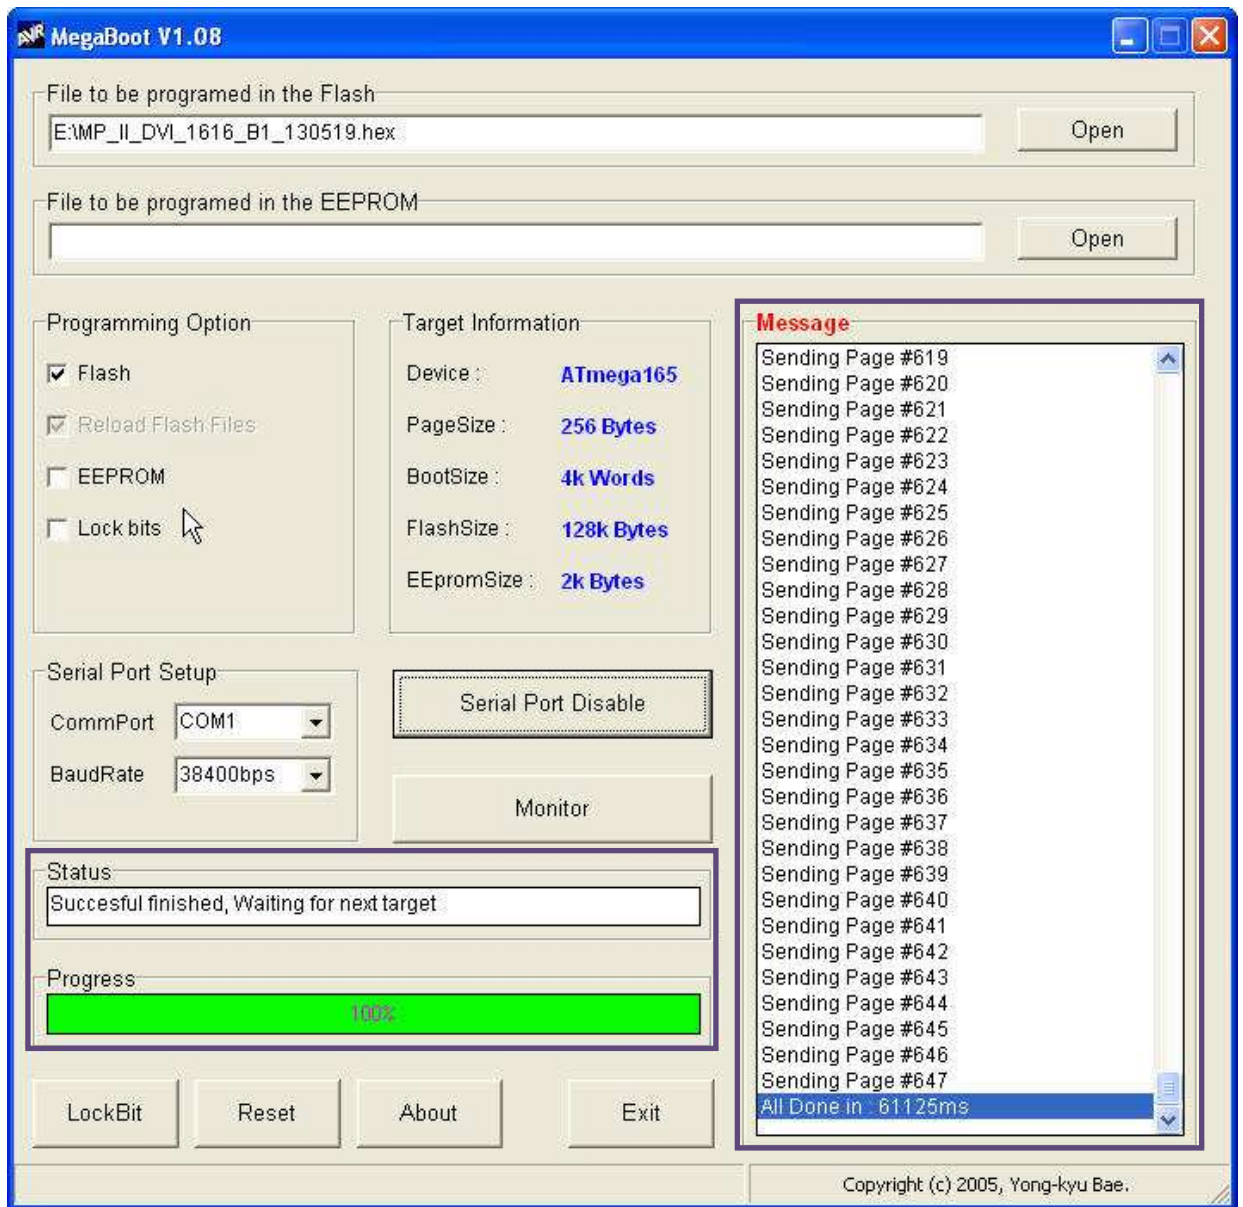 MegaBoot V1.08
File to be programed in the Flash
E:\MP_II_DVI_1616_B1_130519.hex
Open
File to be programed in the EEPROM
Open
Programming Option
Flash
Reload Flash Files
EEPROM
Lock bits
Target Information
Device : ATmega165
PageSize : 256 Bytes
BootSize : 4k Words
FlashSize : 128k Bytes
EEpromSize : 2k Bytes
Serial Port Setup
CommPort COM1
BaudRate 38400bps
Serial Port Disable
Monitor
Status
Succesful finished, Waiting for next target
Progress
100%
LockBit
Reset
About
Exit
Message
Sending Page #619
Sending Page #620
Sending Page #621
Sending Page #622
Sending Page #623
Sending Page #624
Sending Page #625
Sending Page #626
Sending Page #627
Sending Page #628
Sending Page #629
Sending Page #630
Sending Page #631
Sending Page #632
Sending Page #633
Sending Page #634
Sending Page #635
Sending Page #636
Sending Page #637
Sending Page #638
Sending Page #639
Sending Page #640
Sending Page #641
Sending Page #642
Sending Page #643
Sending Page #644
Sending Page #645
Sending Page #646
Sending Page #647
All Done in : 61125ms
Copyright (c) 2005, Yong-kyu Bae.